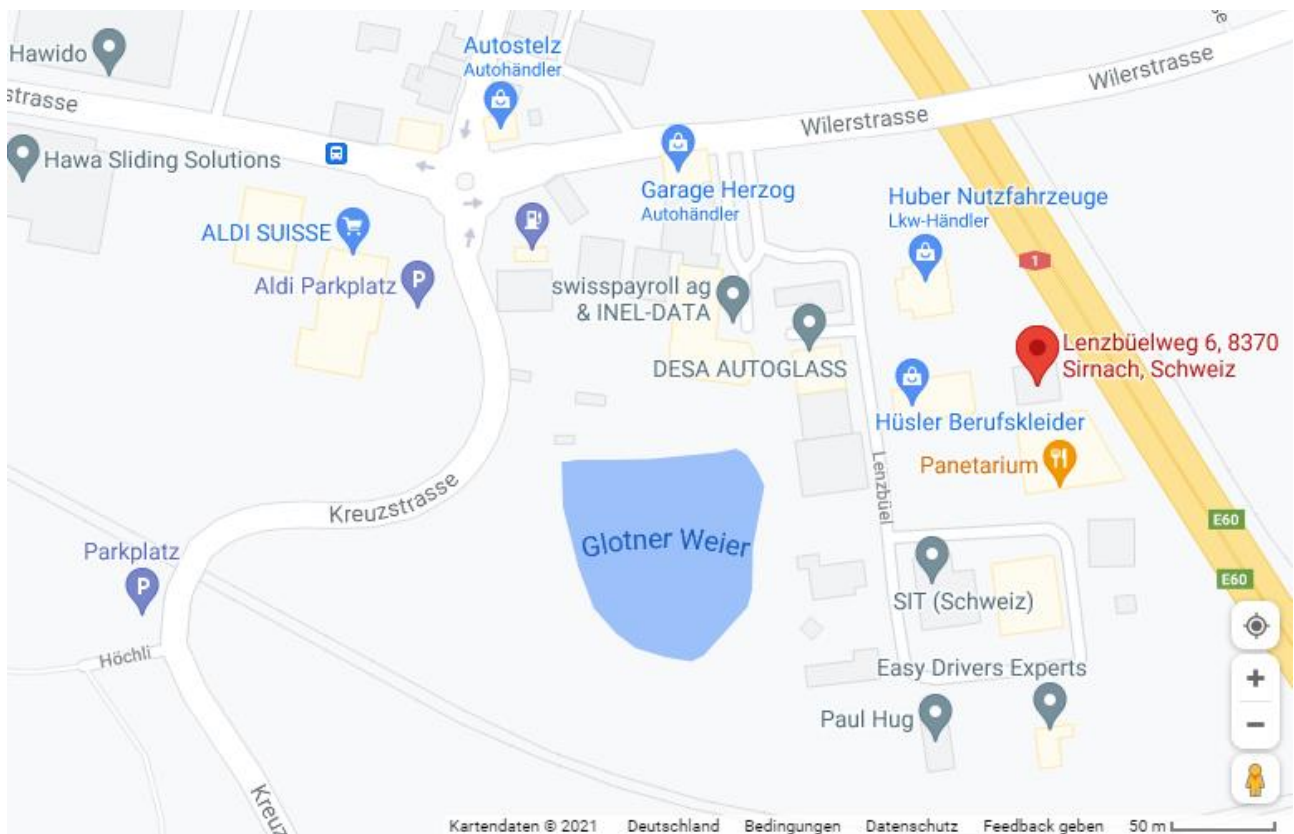 Hawido
strasse
Autostelz
Autohändler
Wilerstrasse
Wilerstrasse
sse
Hawa Sliding Solutions
Garage Herzog
Autohändler
Huber Nutzfahrzeuge
Lkw-Händler
ALDI SUISSE
1
Aldi Parkplatz
P
swisspayroll ag
& INEL-DATA
DESA AUTOGLASS
Lenzbüelweg 6, 8370
Sirnach, Schweiz
Hüsler Berufskleider
Panetarium
Lenzbüel
Kreuzstrasse
Glotner Weier
E60
E60
Parkplatz
P
SIT (Schweiz)
Höchli
Easy Drivers Experts
Paul Hug
Kreuz
+
−
Kartendaten © 2021 Deutschland Bedingungen Datenschutz Feedback geben 50 m